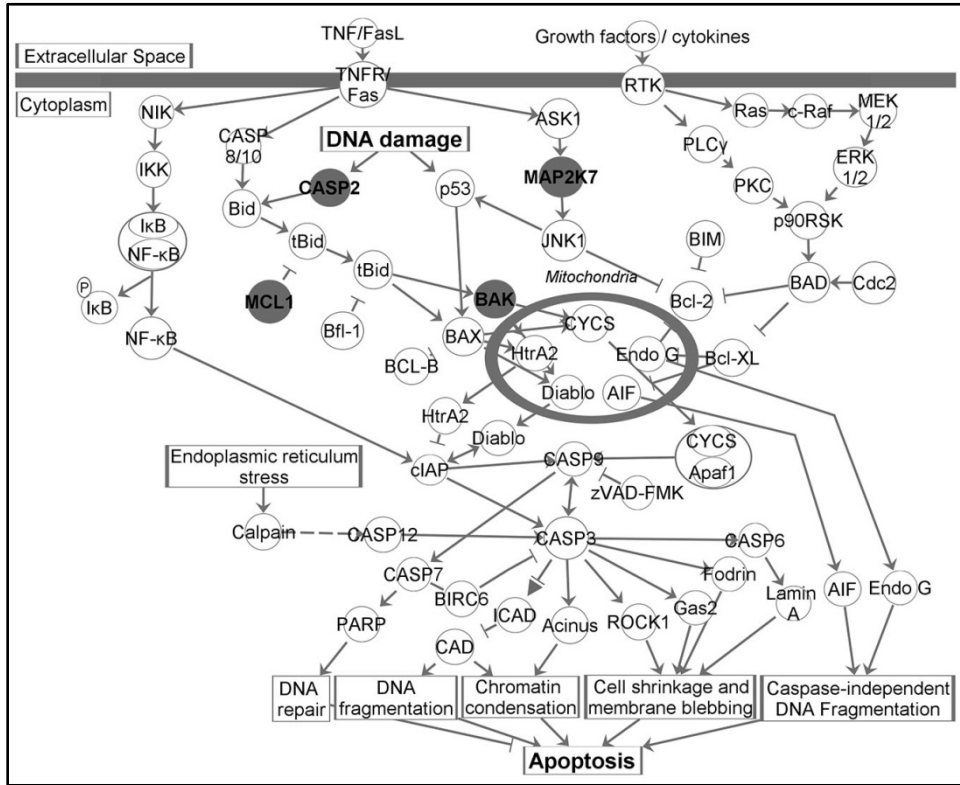 TNF/FasL
Growth factors / cytokines
Extracellular Space
TNFR/
Fas
RTK
Cytoplasm
NIK
ASK1
Ras
c-Raf
MEK
1/2
CASP
8/10
DNA damage
PLCγ
ERK
1/2
IKK
CASP2
p53
MAP2K7
PKC
Bid
p90RSK
IκB
NF-κB
tBid
JNK1
BIM
tBid
Mitochondria
P
IκB
MCL1
BAK
Bcl-2
BAD
Cdc2
Bfl-1
NF-κB
BAX
CYCS
BCL-B
HtrA2
Endo G
Bcl-XL
Diablo
AIF
HtrA2
Diablo
CYCS
Apaf1
Endoplasmic reticulum
stress
cIAP
CASP9
zVAD-FMK
Calpain
CASP12
CASP3
CASP6
CASP7
BIRC6
ICAD
Fodrin
Lamin
A
AIF
Endo G
PARP
Acinus
ROCK1
Gas2
CAD
DNA
repair
DNA
fragmentation
Chromatin
condensation
Cell shrinkage and
membrane blebbing
Caspase-independent
DNA Fragmentation
Apoptosis